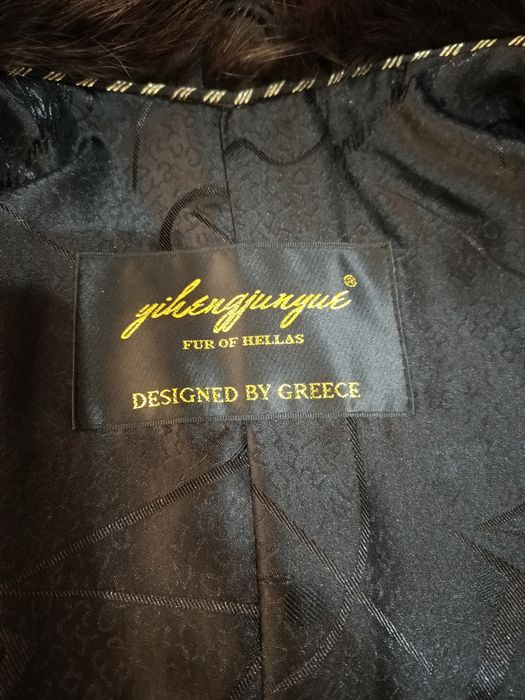 yihengjunyue®
FUR OF HELLAS
DESIGNED BY GREECE